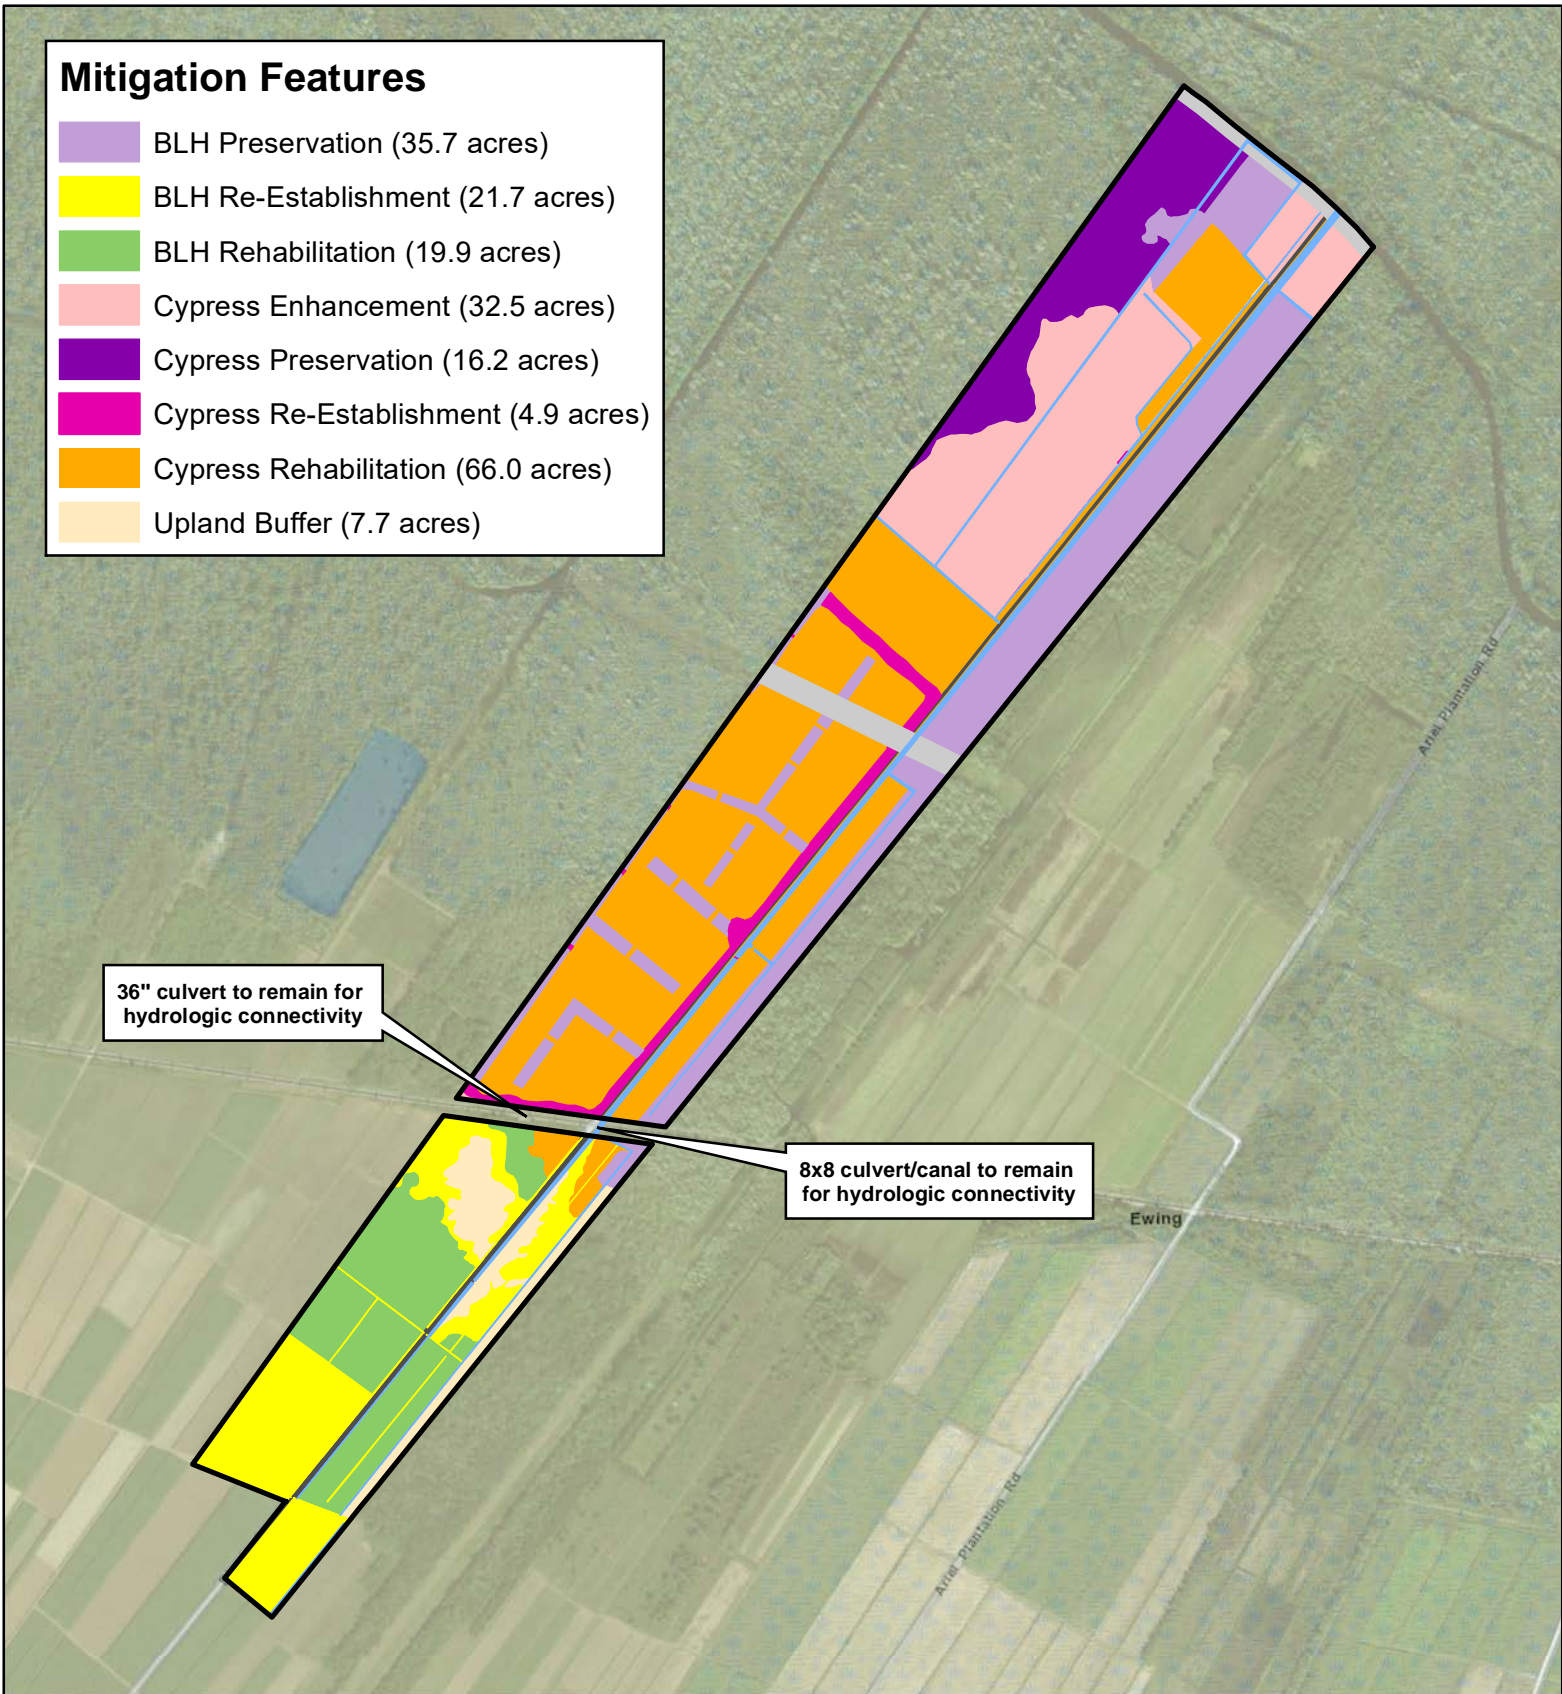 Mitigation Features
BLH Preservation (35.7 acres)
BLH Re-Establishment (21.7 acres)
BLH Rehabilitation (19.9 acres)
Cypress Enhancement (32.5 acres)
Cypress Preservation (16.2 acres)
Cypress Re-Establishment (4.9 acres)
Cypress Rehabilitation (66.0 acres)
Upland Buffer (7.7 acres)
Ariel Plantation Rd
36" culvert to remain for
hydrologic connectivity
8x8 culvert/canal to remain
for hydrologic connectivity
Ewing
Ariel Plantation Rd